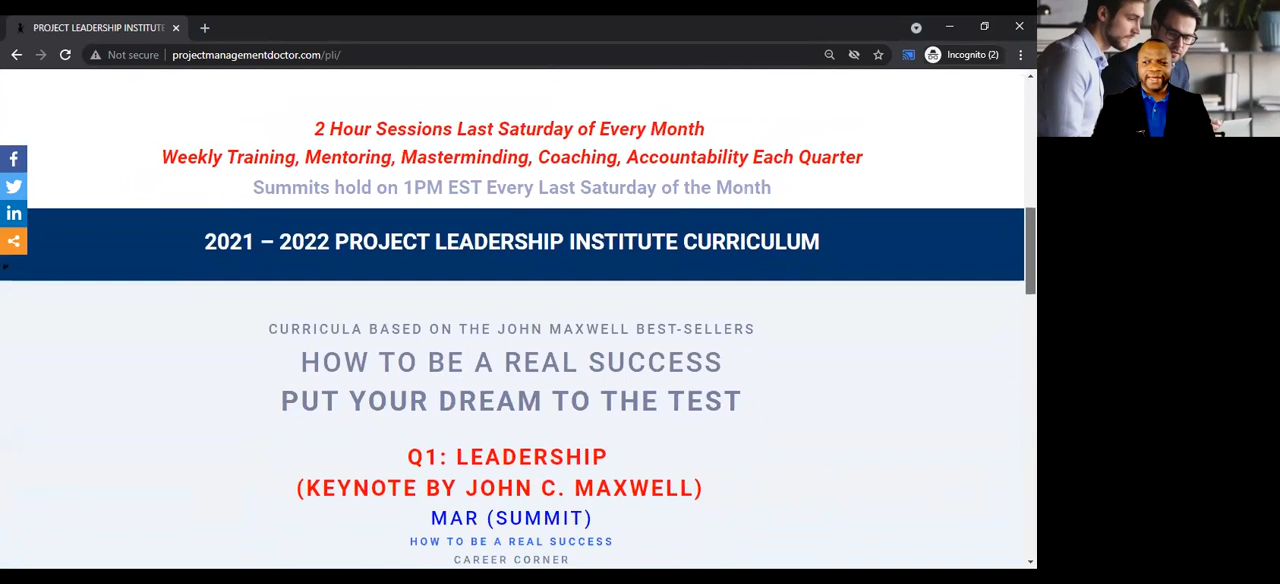 PROJECT LEADERSHIP INSTITUTE
Not secure
projectmanagementdoctor.com/pli/
Incognito (2)
2 Hour Sessions Last Saturday of Every Month
Weekly Training, Mentoring, Masterminding, Coaching, Accountability Each Quarter
Summits hold on 1PM EST Every Last Saturday of the Month
2021 – 2022 PROJECT LEADERSHIP INSTITUTE CURRICULUM
CURRICULA BASED ON THE JOHN MAXWELL BEST-SELLERS
HOW TO BE A REAL SUCCESS
PUT YOUR DREAM TO THE TEST
Q1: LEADERSHIP
(KEYNOTE BY JOHN C. MAXWELL)
MAR (SUMMIT)
HOW TO BE A REAL SUCCESS
CAREER CORNER